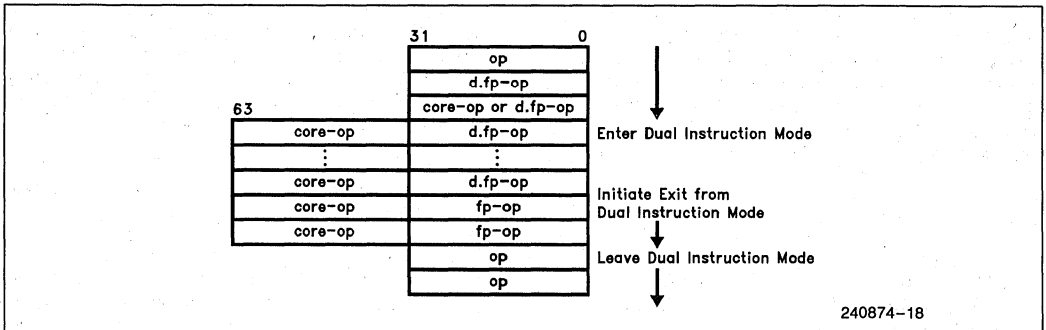 31 0
op
d.fp-op
63
core-op or d.fp-op
core-op d.fp-op Enter Dual Instruction Mode
⋮ ⋮
core-op d.fp-op
Initiate Exit from
core-op fp-op
Dual Instruction Mode
core-op fp-op
op Leave Dual Instruction Mode
op
240874-18